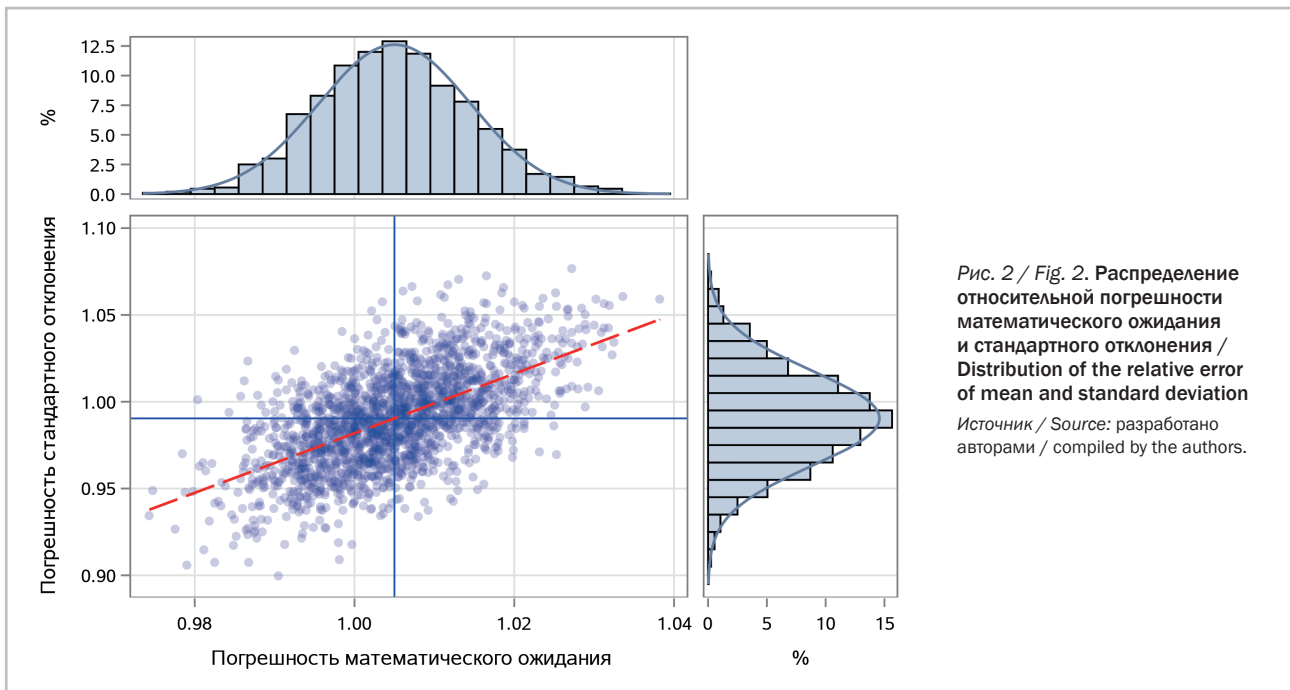 12.5
10.0
7.5
5.0
2.5
0.0
%
1.10
1.05
1.00
0.95
0.90
Погрешность стандартного отклонения
0.98 1.00 1.02 1.04
Погрешность математического ожидания
0 5 10 15
%
Рис. 2 / Fig. 2. Распределение
относительной погрешности
математического ожидания
и стандартного отклонения /
Distribution of the relative error
of mean and standard deviation
Источник / Source: разработано
авторами / compiled by the authors.